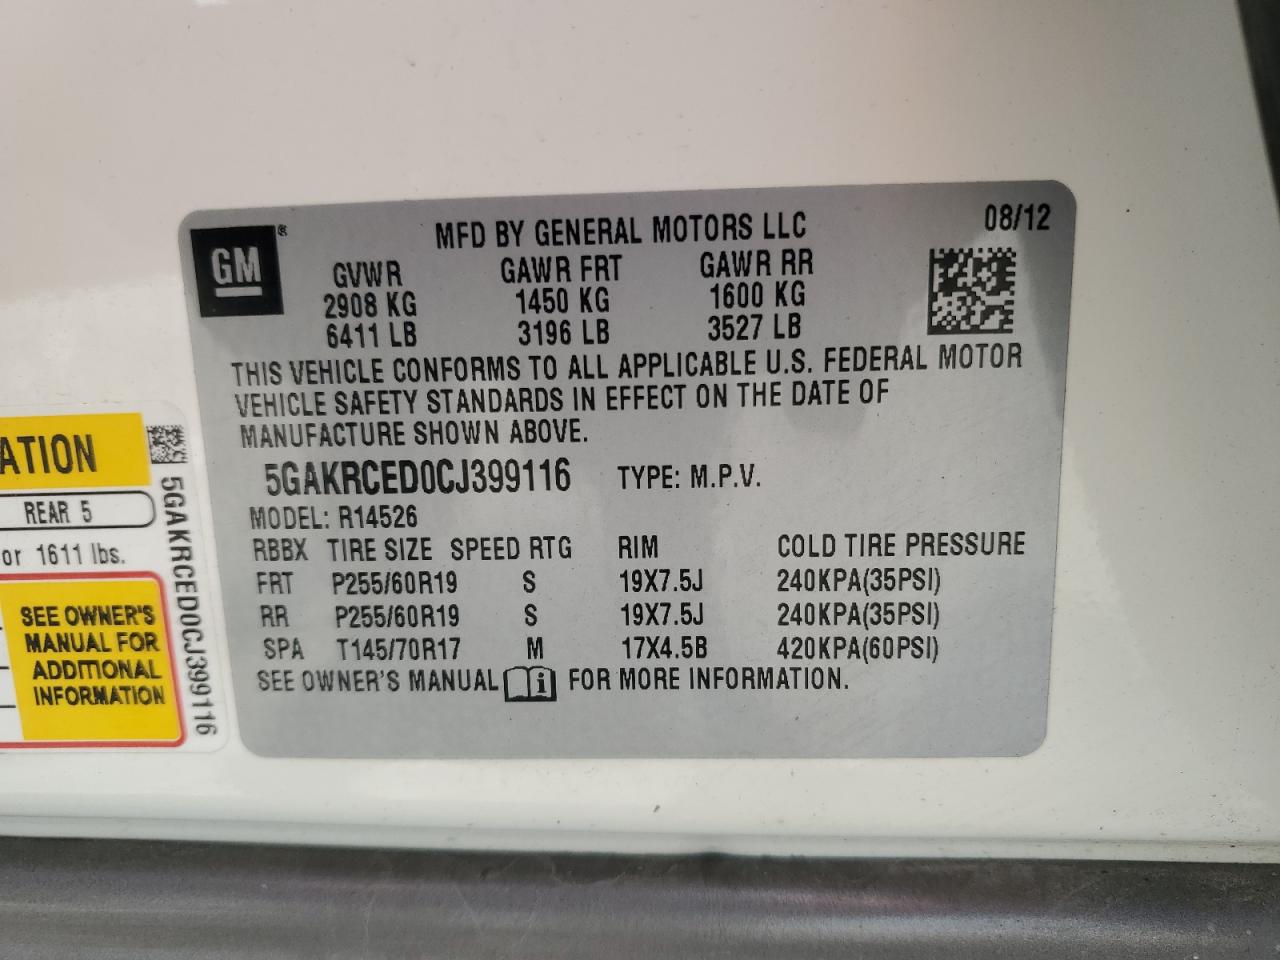 GM®
MFD BY GENERAL MOTORS LLC 08/12
GVWR GAWR FRT GAWR RR
2908 KG 1450 KG 1600 KG
6411 LB 3196 LB 3527 LB
THIS VEHICLE CONFORMS TO ALL APPLICABLE U.S. FEDERAL MOTOR
VEHICLE SAFETY STANDARDS IN EFFECT ON THE DATE OF
MANUFACTURE SHOWN ABOVE.
5GAKRCED0CJ399116 TYPE: M.P.V.
MODEL: R14526
RBBX TIRE SIZE SPEED RTG RIM COLD TIRE PRESSURE
FRT P255/60R19 S 19X7.5J 240KPA(35PSI)
RR P255/60R19 S 19X7.5J 240KPA(35PSI)
SPA T145/70R17 M 17X4.5B 420KPA(60PSI)
SEE OWNER'S MANUAL i FOR MORE INFORMATION.
ATION
REAR 5
or 1611 lbs.
SEE OWNER'S
MANUAL FOR
ADDITIONAL
INFORMATION
5GAKRCED0CJ399116